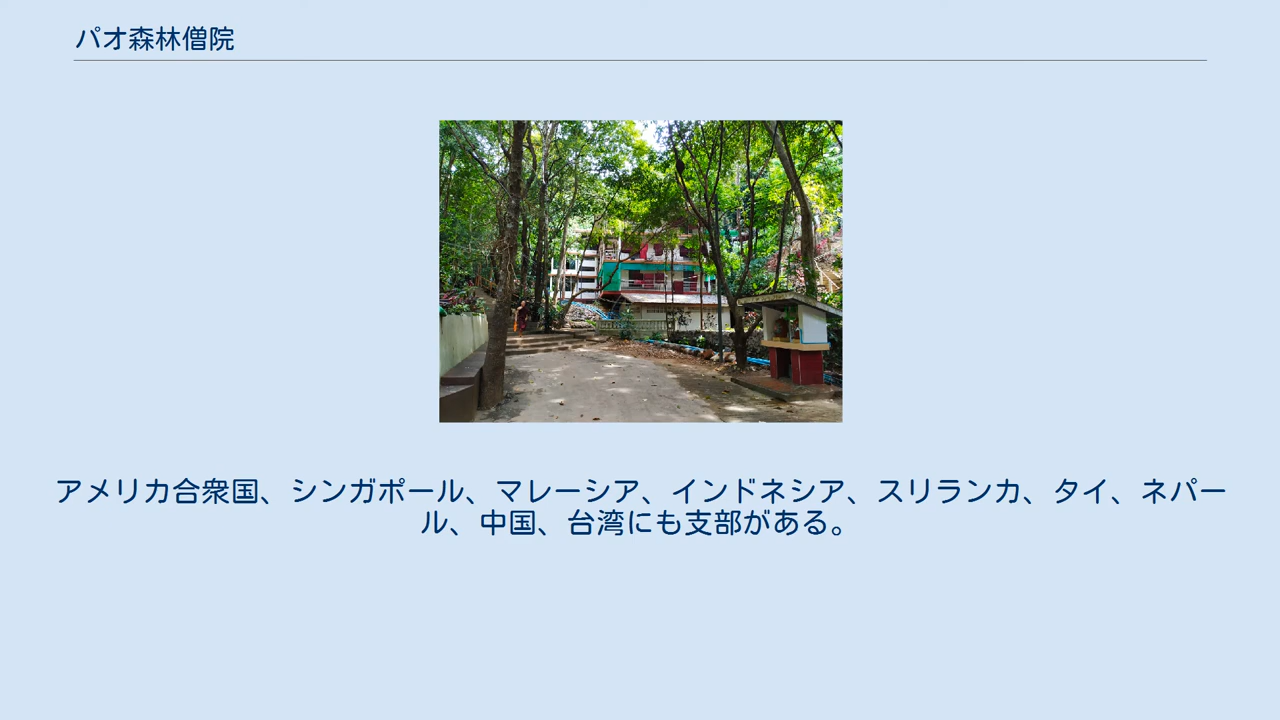 パオ森林僧院
アメリカ合衆国、シンガポール、マレーシア、インドネシア、スリランカ、タイ、ネパー
ル、中国、台湾にも支部がある。